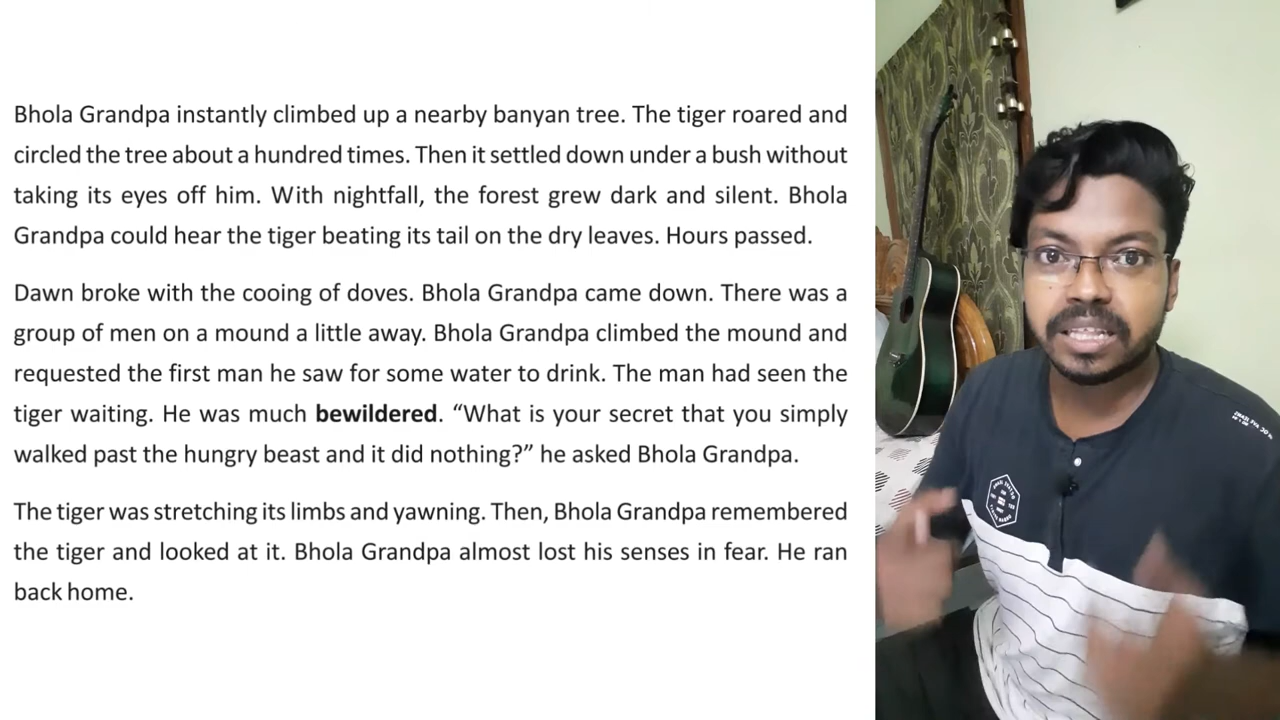 Bhola Grandpa instantly climbed up a nearby banyan tree. The tiger roared and
circled the tree about a hundred times. Then it settled down under a bush without
taking its eyes off him. With nightfall, the forest grew dark and silent. Bhola
Grandpa could hear the tiger beating its tail on the dry leaves. Hours passed.
Dawn broke with the cooing of doves. Bhola Grandpa came down. There was a
group of men on a mound a little away. Bhola Grandpa climbed the mound and
requested the first man he saw for some water to drink. The man had seen the
tiger waiting. He was much bewildered. “What is your secret that you simply
walked past the hungry beast and it did nothing?” he asked Bhola Grandpa.
The tiger was stretching its limbs and yawning. Then, Bhola Grandpa remembered
the tiger and looked at it. Bhola Grandpa almost lost his senses in fear. He ran
back home.